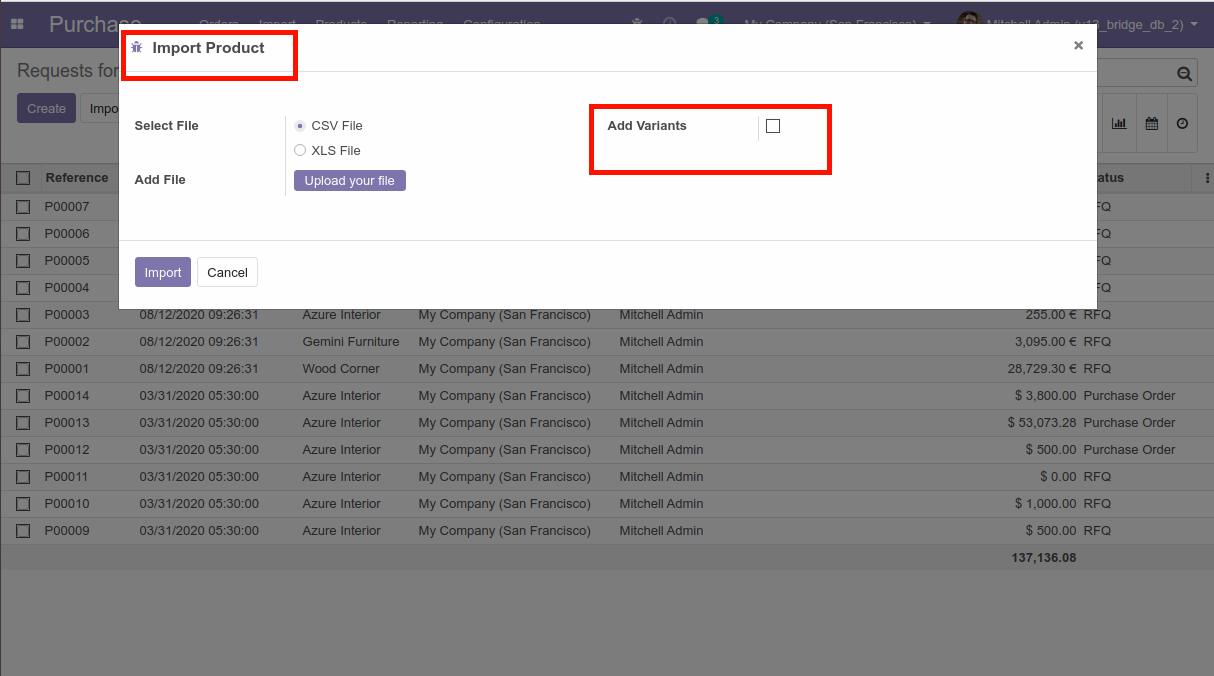 Purchase Orders Import Products Reporting Configuration 3 My Company (San Francisco) Mitchell Admin (v13_bridge_db_2)
Import Product ×
Requests for
Create Impo
Select File CSV File Add Variants
XLS File
Add File Upload your file
Import Cancel
Reference atus
P00007 FQ
P00006 FQ
P00005 FQ
P00004 FQ
P00003 08/12/2020 09:26:31 Azure Interior My Company (San Francisco) Mitchell Admin 255.00 € RFQ
P00002 08/12/2020 09:26:31 Gemini Furniture My Company (San Francisco) Mitchell Admin 3,095.00 € RFQ
P00001 08/12/2020 09:26:31 Wood Corner My Company (San Francisco) Mitchell Admin 28,729.30 € RFQ
P00014 03/31/2020 05:30:00 Azure Interior My Company (San Francisco) Mitchell Admin $ 3,800.00 Purchase Order
P00013 03/31/2020 05:30:00 Azure Interior My Company (San Francisco) Mitchell Admin $ 53,073.28 Purchase Order
P00012 03/31/2020 05:30:00 Azure Interior My Company (San Francisco) Mitchell Admin $ 500.00 Purchase Order
P00011 03/31/2020 05:30:00 Azure Interior My Company (San Francisco) Mitchell Admin $ 0.00 RFQ
P00010 03/31/2020 05:30:00 Azure Interior My Company (San Francisco) Mitchell Admin $ 1,000.00 RFQ
P00009 03/31/2020 05:30:00 Azure Interior My Company (San Francisco) Mitchell Admin $ 500.00 RFQ
137,136.08